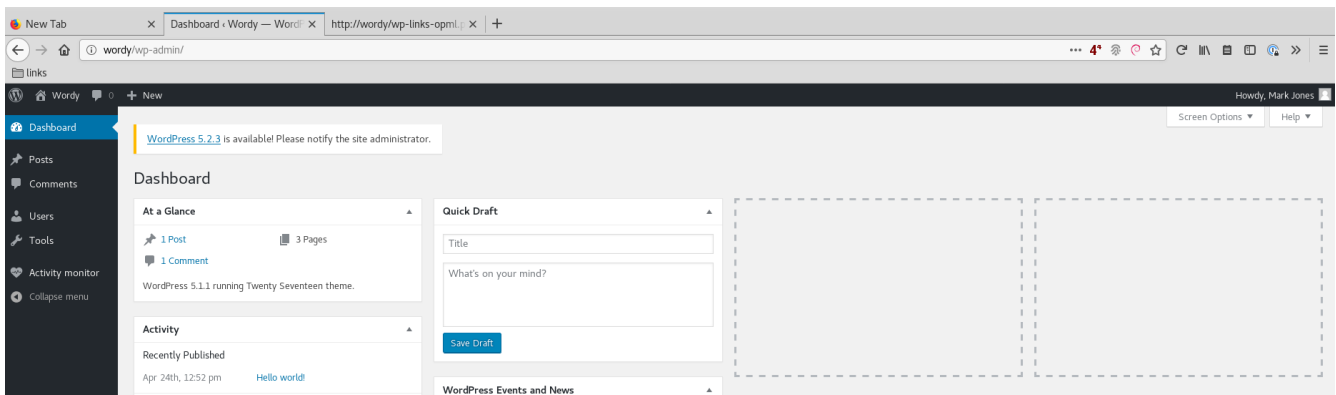 New Tab
Dashboard ‹ Wordy — WordP
http://wordy/wp-links-opml.p
wordy/wp-admin/
links
Wordy 0 New
Howdy, Mark Jones
Screen Options Help
Dashboard
Posts
Comments
Users
Tools
Activity monitor
Collapse menu
WordPress 5.2.3 is available! Please notify the site administrator.
Dashboard
At a Glance
1 Post 3 Pages
1 Comment
WordPress 5.1.1 running Twenty Seventeen theme.
Activity
Recently Published
Apr 24th, 12:52 pm Hello world!
Quick Draft
Title
What's on your mind?
Save Draft
WordPress Events and News